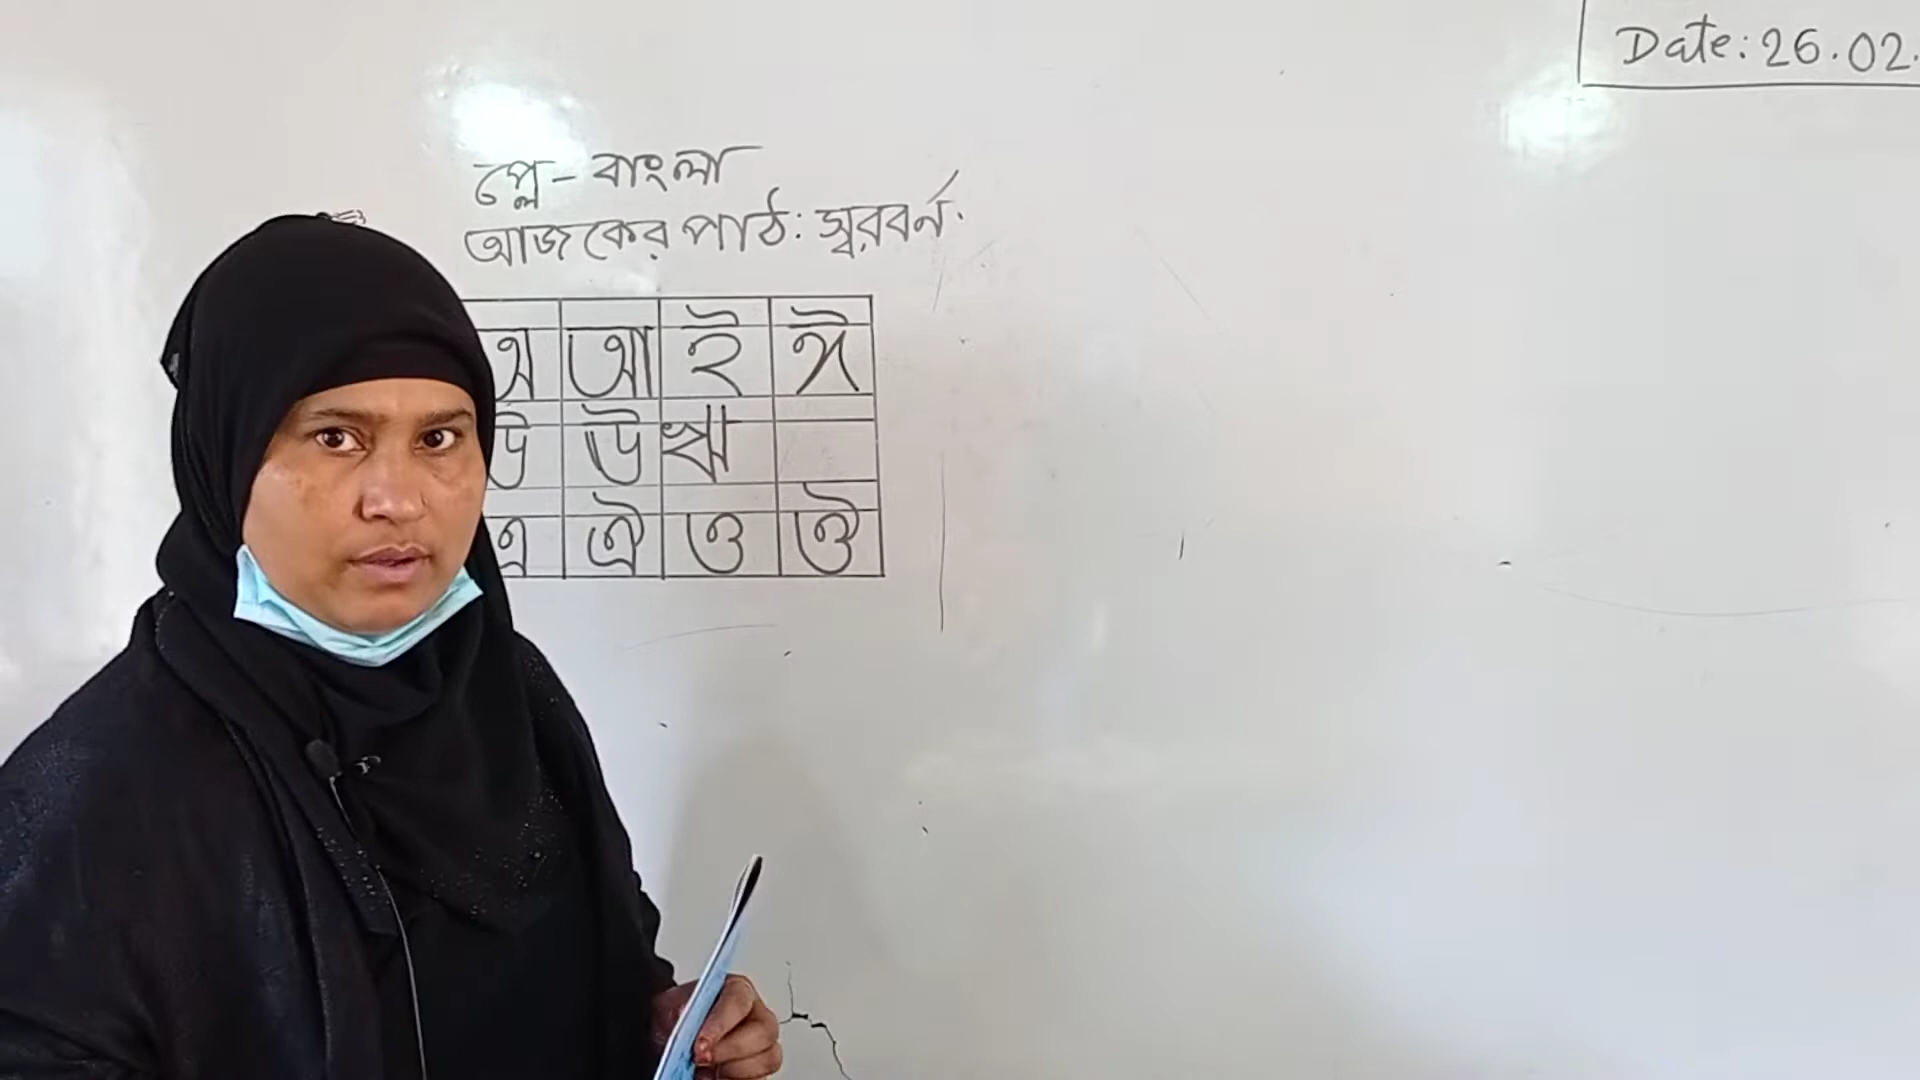 Date: 26.02.
প্লে - বাংলা
আজকের পাঠ: স্বরবর্ন
অ আ ই ঈ
উ ঊ ঋ
এ ঐ ও ঔ